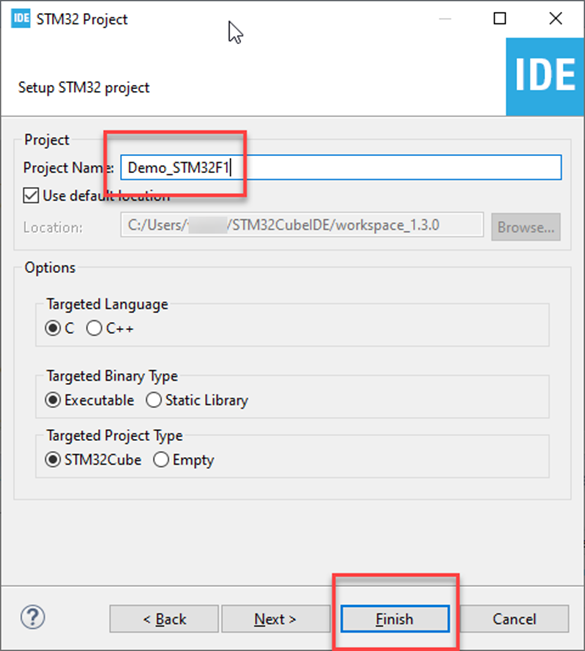 IDE STM32 Project
IDE
Setup STM32 project
Project
Project Name: Demo_STM32F1
Use default location
Location: C:/Users/ /STM32CubeIDE/workspace_1.3.0 Browse...
Options
Targeted Language
C C++
Targeted Binary Type
Executable Static Library
Targeted Project Type
STM32Cube Empty
? < Back Next > Finish Cancel